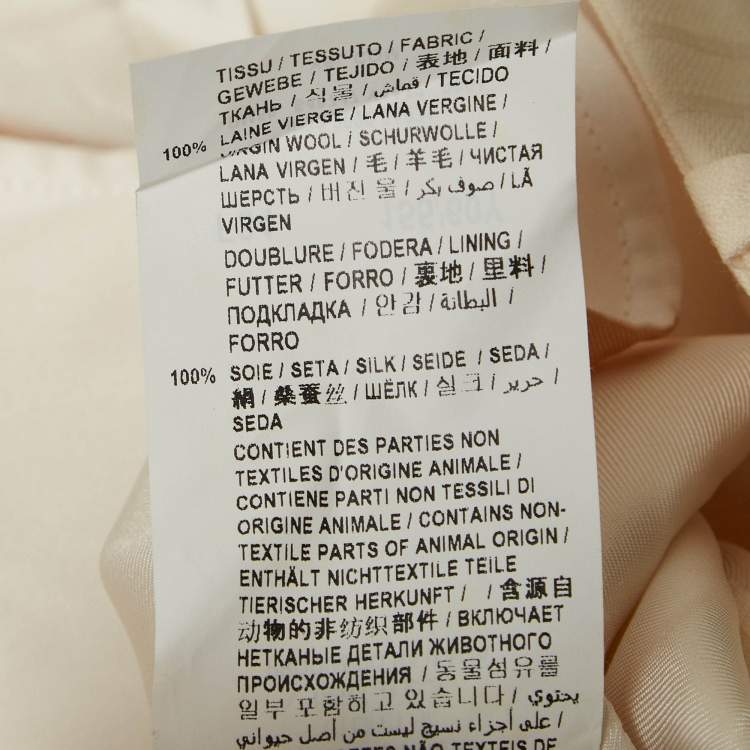 TISSU / TESSUTO / FABRIC /
GEWEBE / TEJIDO / 表地 / 面料 /
ТКАНЬ / 식물 / قماش / TECIDO
100% LAINE VIERGE / LANA VERGINE /
VIRGIN WOOL / SCHURWOLLE /
LANA VIRGEN / 毛 / 羊毛 / ЧИСТАЯ
ШЕРСТЬ / 버진 울 / صوف بكر / LÃ
VIRGEN
DOUBLURE / FODERA / LINING /
FUTTER / FORRO / 裏地 / 里料 /
ПОДКЛАДКА / 안감 / البطانة /
FORRO
100% SOIE / SETA / SILK / SEIDE / SEDA /
絹 / 桑蚕丝 / ШЁЛК / 실크 / حرير /
SEDA
CONTIENT DES PARTIES NON
TEXTILES D'ORIGINE ANIMALE /
CONTIENE PARTI NON TESSILI DI
ORIGINE ANIMALE / CONTAINS NON-
TEXTILE PARTS OF ANIMAL ORIGIN /
ENTHÄLT NICHTTEXTILE TEILE
TIERISCHER HERKUNFT / / 含源自
动物的非纺织部件 / ВКЛЮЧАЕТ
НЕТКАНЫЕ ДЕТАЛИ ЖИВОТНОГО
ПРОИСХОЖДЕНИЯ / 동물섬유를
일부 포함하고 있습니다 / يحتوي
على أجزاء نسيج ليست من أصل حيواني /
NÃO TEXTEIS DE